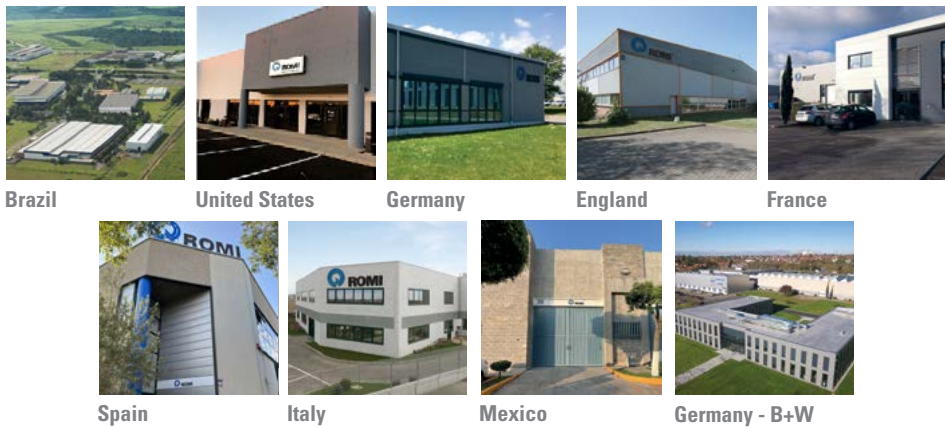 ROMI
ROMI
ROMI
Brazil
United States
Germany
England
France
ROMI
ROMI
ROMI
Spain
Italy
Mexico
Germany - B+W